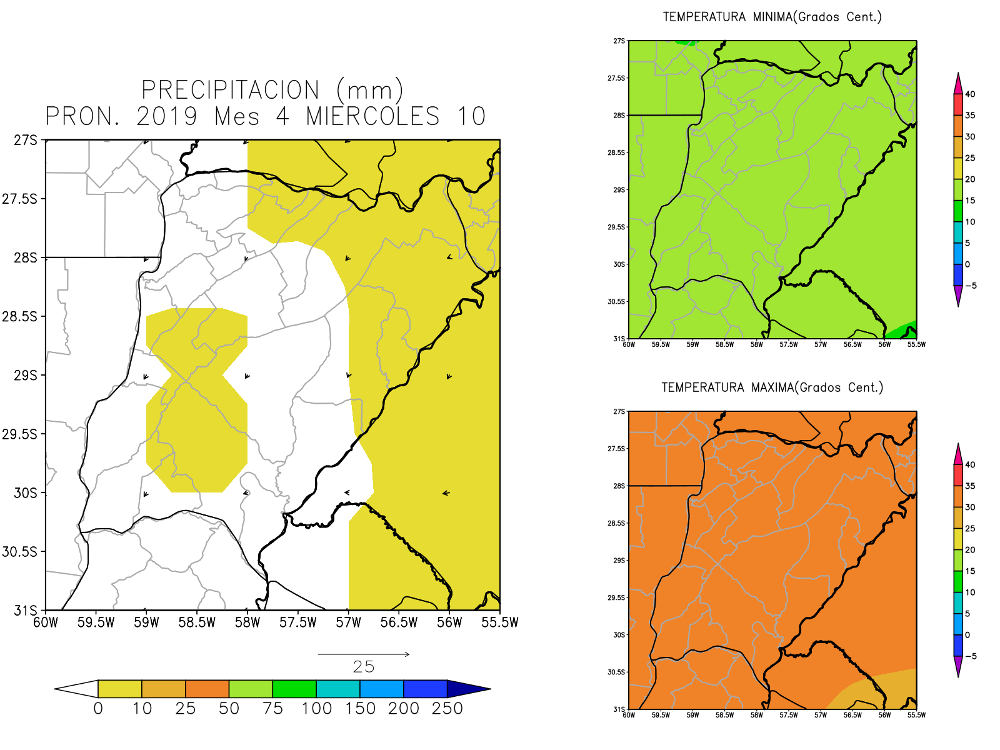 PRECIPITACION (mm)
PRON. 2019 Mes 4 MIERCOLES 10
27S
27.5S
28S
28.5S
29S
29.5S
30S
30.5S
31S
60W 59.5W 59W 58.5W 58W 57.5W 57W 56.5W 56W 55.5W
25
0 10 25 50 75 100 150 200 250
TEMPERATURA MINIMA(Grados Cent.)
27S
27.5S
28S
28.5S
29S
29.5S
30S
30.5S
31S
60W 59.5W 59W 58.5W 58W 57.5W 57W 56.5W 56W 55.5W
40
35
30
25
20
15
10
5
0
-5
TEMPERATURA MAXIMA(Grados Cent.)
27S
27.5S
28S
28.5S
29S
29.5S
30S
30.5S
31S
60W 59.5W 59W 58.5W 58W 57.5W 57W 56.5W 56W 55.5W
40
35
30
25
20
15
10
5
0
-5